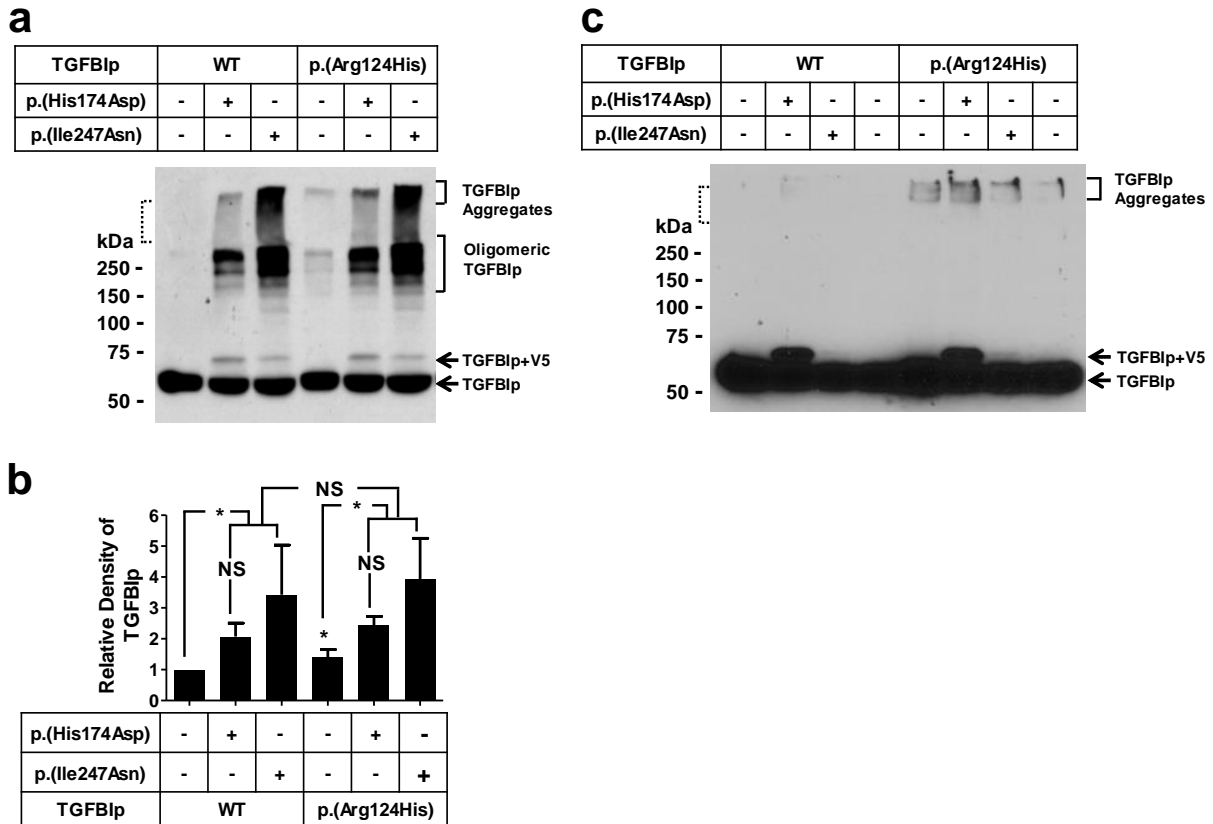 a
TGFBIp WT p.(Arg124His)
p.(His174Asp) - + - - + -
p.(Ile247Asn) - - + - - +
kDa
250 -
150 -
100 -
75 -
50 -
TGFBIp
Aggregates
Oligomeric
TGFBIp
TGFBIp+V5
TGFBIp
c
TGFBIp WT p.(Arg124His)
p.(His174Asp) - + - - - + - -
p.(Ile247Asn) - - + - - - + -
kDa
250 -
150 -
100 -
75 -
50 -
TGFBIp
Aggregates
TGFBIp+V5
TGFBIp
b
Relative Density of
TGFBIp
6
5
4
3
2
1
0
NS
* *
NS NS
*
p.(His174Asp) - + - - + -
p.(Ile247Asn) - - + - - +
TGFBIp WT p.(Arg124His)